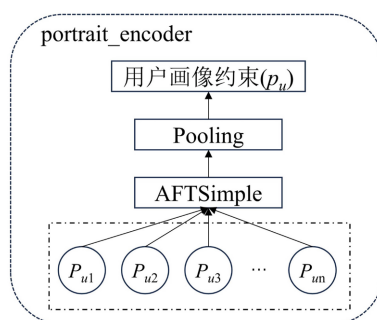 portrait_encoder
用户画像约束(pu)
Pooling
AFTSimple
Pu1 Pu2 Pu3 ... Pun